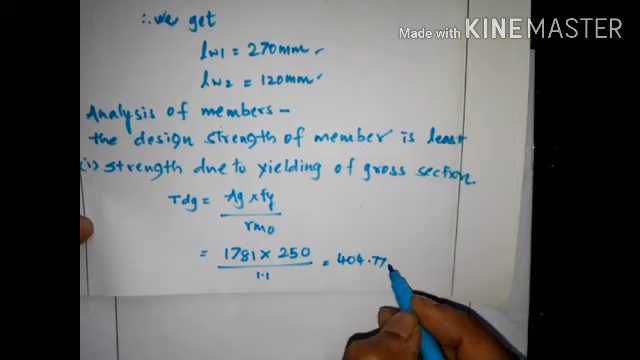 Made with KINEMASTER
∴ We get
lw1 = 270mm ✓
lw2 = 120mm ✓
Analysis of members -
the design strength of member is least
(i) strength due to yielding of gross section.
Tdg = Ag × fy
rmo
= 1781 × 250
1.1
= 404.77